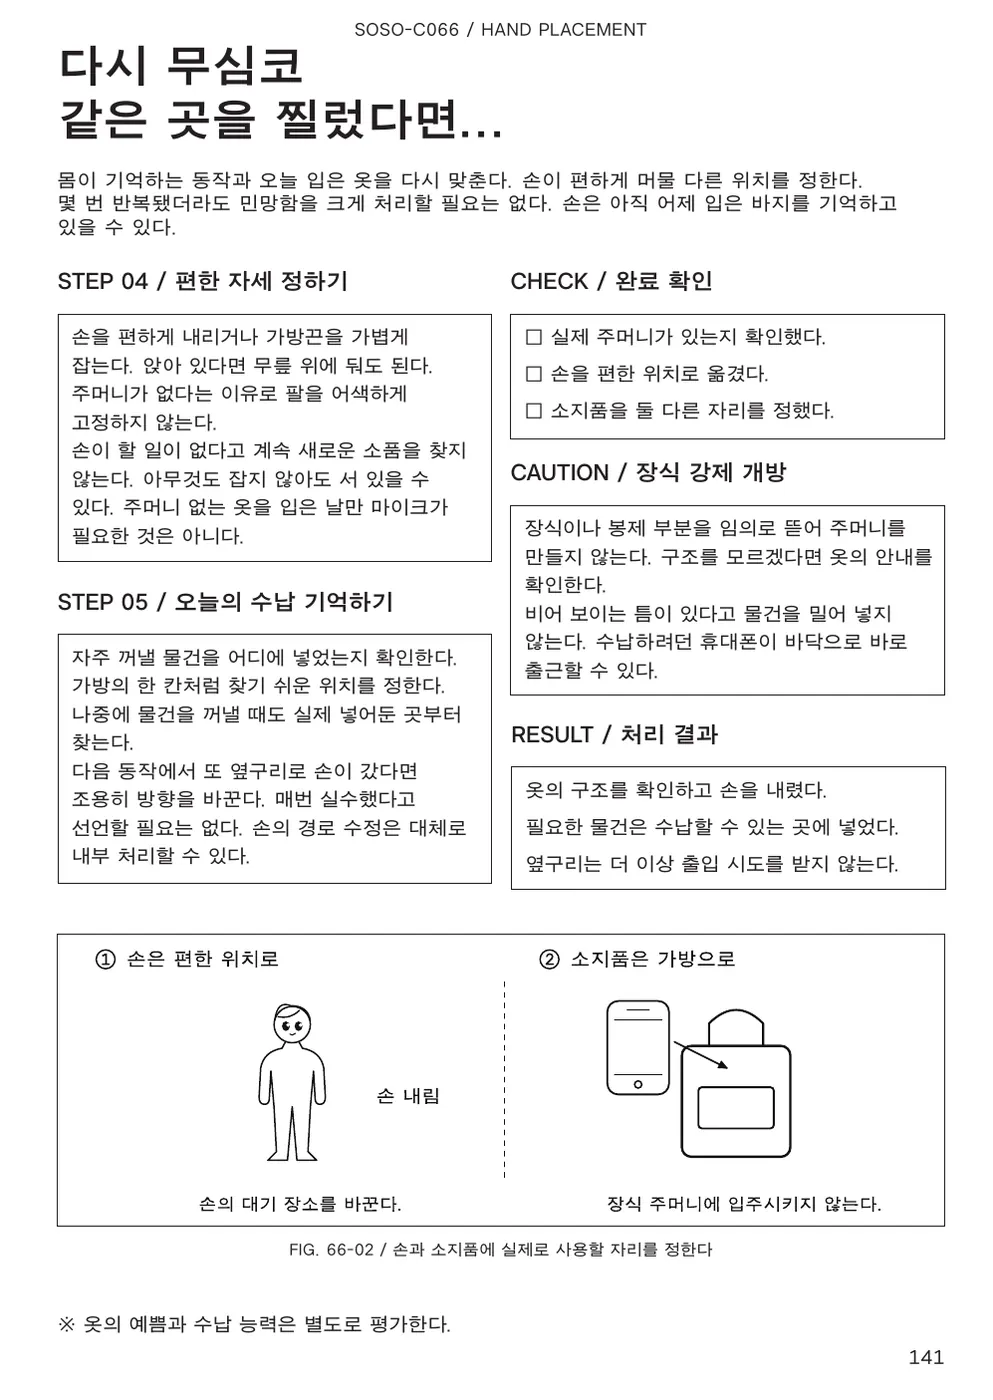 SOSO-C066 / HAND PLACEMENT
다시 무심코
같은 곳을 찔렀다면...
몸이 기억하는 동작과 오늘 입은 옷을 다시 맞춘다. 손이 편하게 머물 다른 위치를 정한다.
몇 번 반복됐더라도 민망함을 크게 처리할 필요는 없다. 손은 아직 어제 입은 바지를 기억하고
있을 수 있다.
STEP 04 / 편한 자세 정하기
손을 편하게 내리거나 가방끈을 가볍게
잡는다. 앉아 있다면 무릎 위에 둬도 된다.
주머니가 없다는 이유로 팔을 어색하게
고정하지 않는다.
손이 할 일이 없다고 계속 새로운 소품을 찾지
않는다. 아무것도 잡지 않아도 서 있을 수
있다. 주머니 없는 옷을 입은 날만 마이크가
필요한 것은 아니다.
STEP 05 / 오늘의 수납 기억하기
자주 꺼낼 물건을 어디에 넣었는지 확인한다.
가방의 한 칸처럼 찾기 쉬운 위치를 정한다.
나중에 물건을 꺼낼 때도 실제 넣어둔 곳부터
찾는다.
다음 동작에서 또 옆구리로 손이 갔다면
조용히 방향을 바꾼다. 매번 실수했다고
선언할 필요는 없다. 손의 경로 수정은 대체로
내부 처리할 수 있다.
CHECK / 완료 확인
□ 실제 주머니가 있는지 확인했다.
□ 손을 편한 위치로 옮겼다.
□ 소지품을 둘 다른 자리를 정했다.
CAUTION / 장식 강제 개방
장식이나 봉제 부분을 임의로 뜯어 주머니를
만들지 않는다. 구조를 모르겠다면 옷의 안내를
확인한다.
비어 보이는 틈이 있다고 물건을 밀어 넣지
않는다. 수납하려던 휴대폰이 바닥으로 바로
출근할 수 있다.
RESULT / 처리 결과
옷의 구조를 확인하고 손을 내렸다.
필요한 물건은 수납할 수 있는 곳에 넣었다.
옆구리는 더 이상 출입 시도를 받지 않는다.
① 손은 편한 위치로
손 내림
손의 대기 장소를 바꾼다.
② 소지품은 가방으로
장식 주머니에 입주시키지 않는다.
FIG. 66-02 / 손과 소지품에 실제로 사용할 자리를 정한다
※ 옷의 예쁨과 수납 능력은 별도로 평가한다.
141